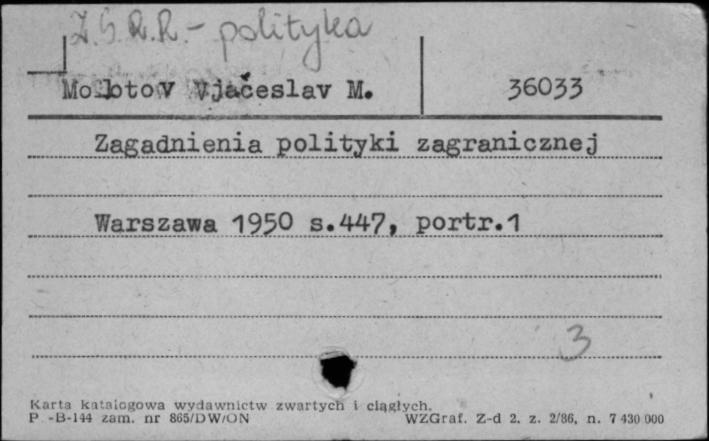 Z.S.R.R. - polityka
Mołotov Vjačeslav M. 36033
Zagadnienia polityki zagranicznej
Warszawa 1950 s.447, portr.1
3
Karta katalogowa wydawnictw zwartych i ciągłych.
P -B-144 zam. nr 865/DW/ON WZGraf. Z-d 2, z. 2/86, n. 7 430 000